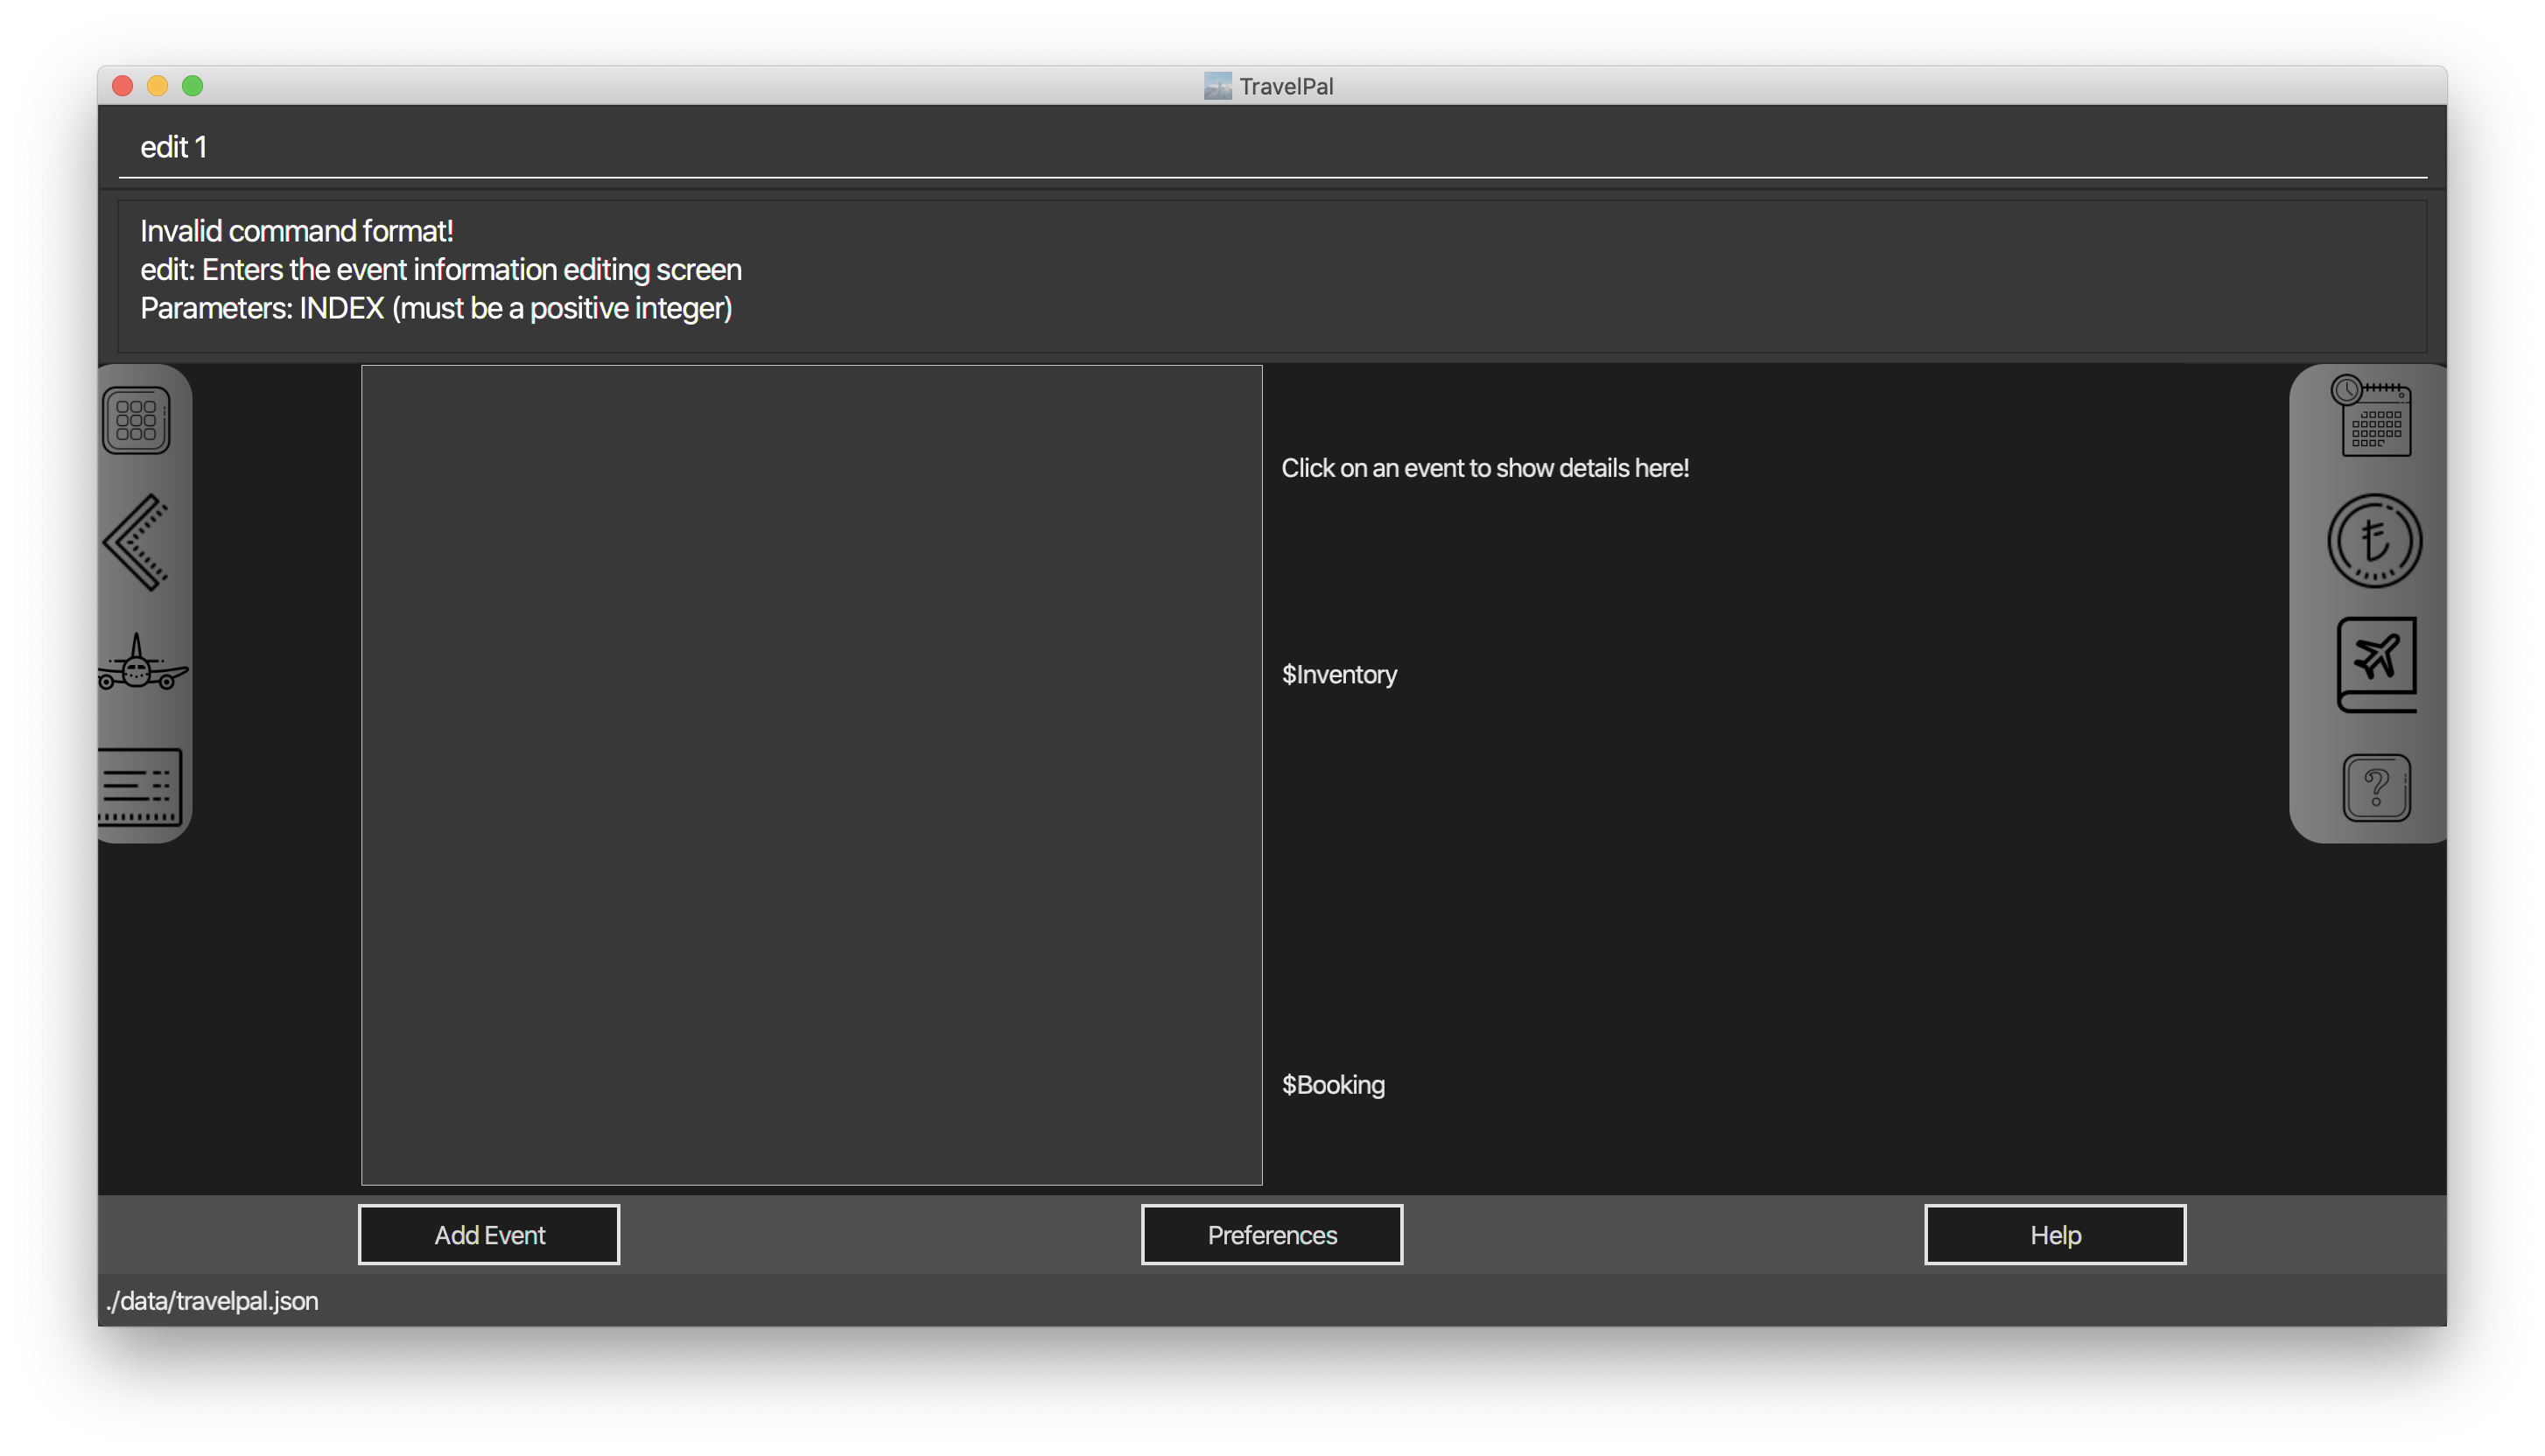 TravelPal
edit 1
Invalid command format!
edit: Enters the event information editing screen
Parameters: INDEX (must be a positive integer)
Click on an event to show details here!
$Inventory
$Booking
Add Event
Preferences
Help
./data/travelpal.json